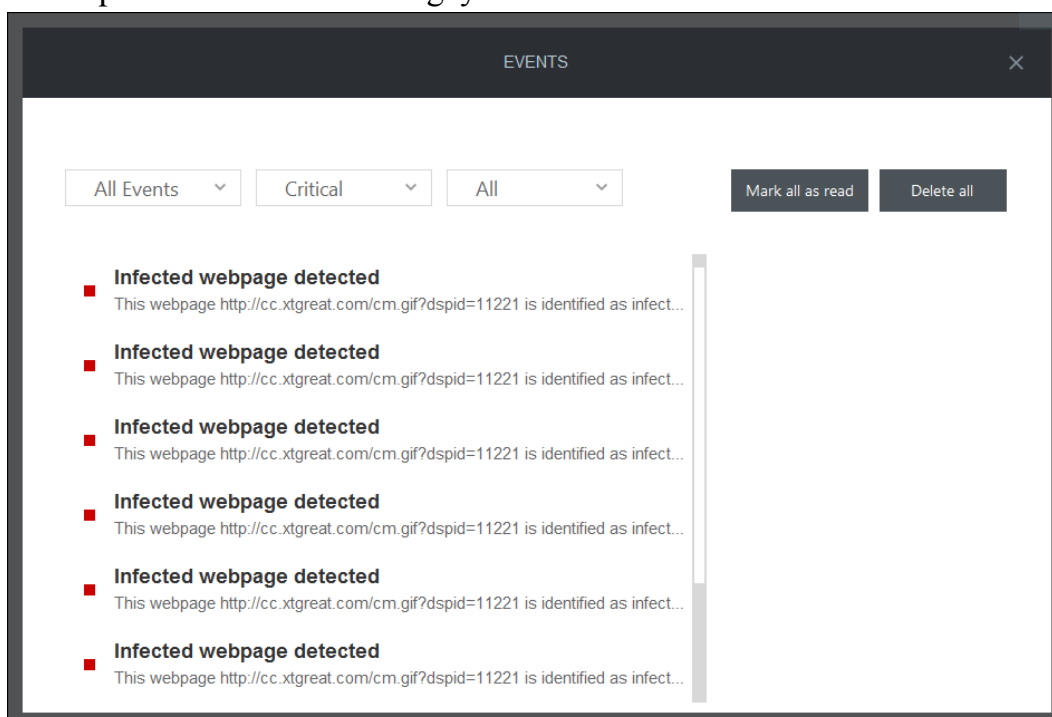 EVENTS
All Events
Critical
All
Mark all as read
Delete all
Infected webpage detected
This webpage http://cc.xtgreat.com/cm.gif?dspid=11221 is identified as infect...
Infected webpage detected
This webpage http://cc.xtgreat.com/cm.gif?dspid=11221 is identified as infect...
Infected webpage detected
This webpage http://cc.xtgreat.com/cm.gif?dspid=11221 is identified as infect...
Infected webpage detected
This webpage http://cc.xtgreat.com/cm.gif?dspid=11221 is identified as infect...
Infected webpage detected
This webpage http://cc.xtgreat.com/cm.gif?dspid=11221 is identified as infect...
Infected webpage detected
This webpage http://cc.xtgreat.com/cm.gif?dspid=11221 is identified as infect...